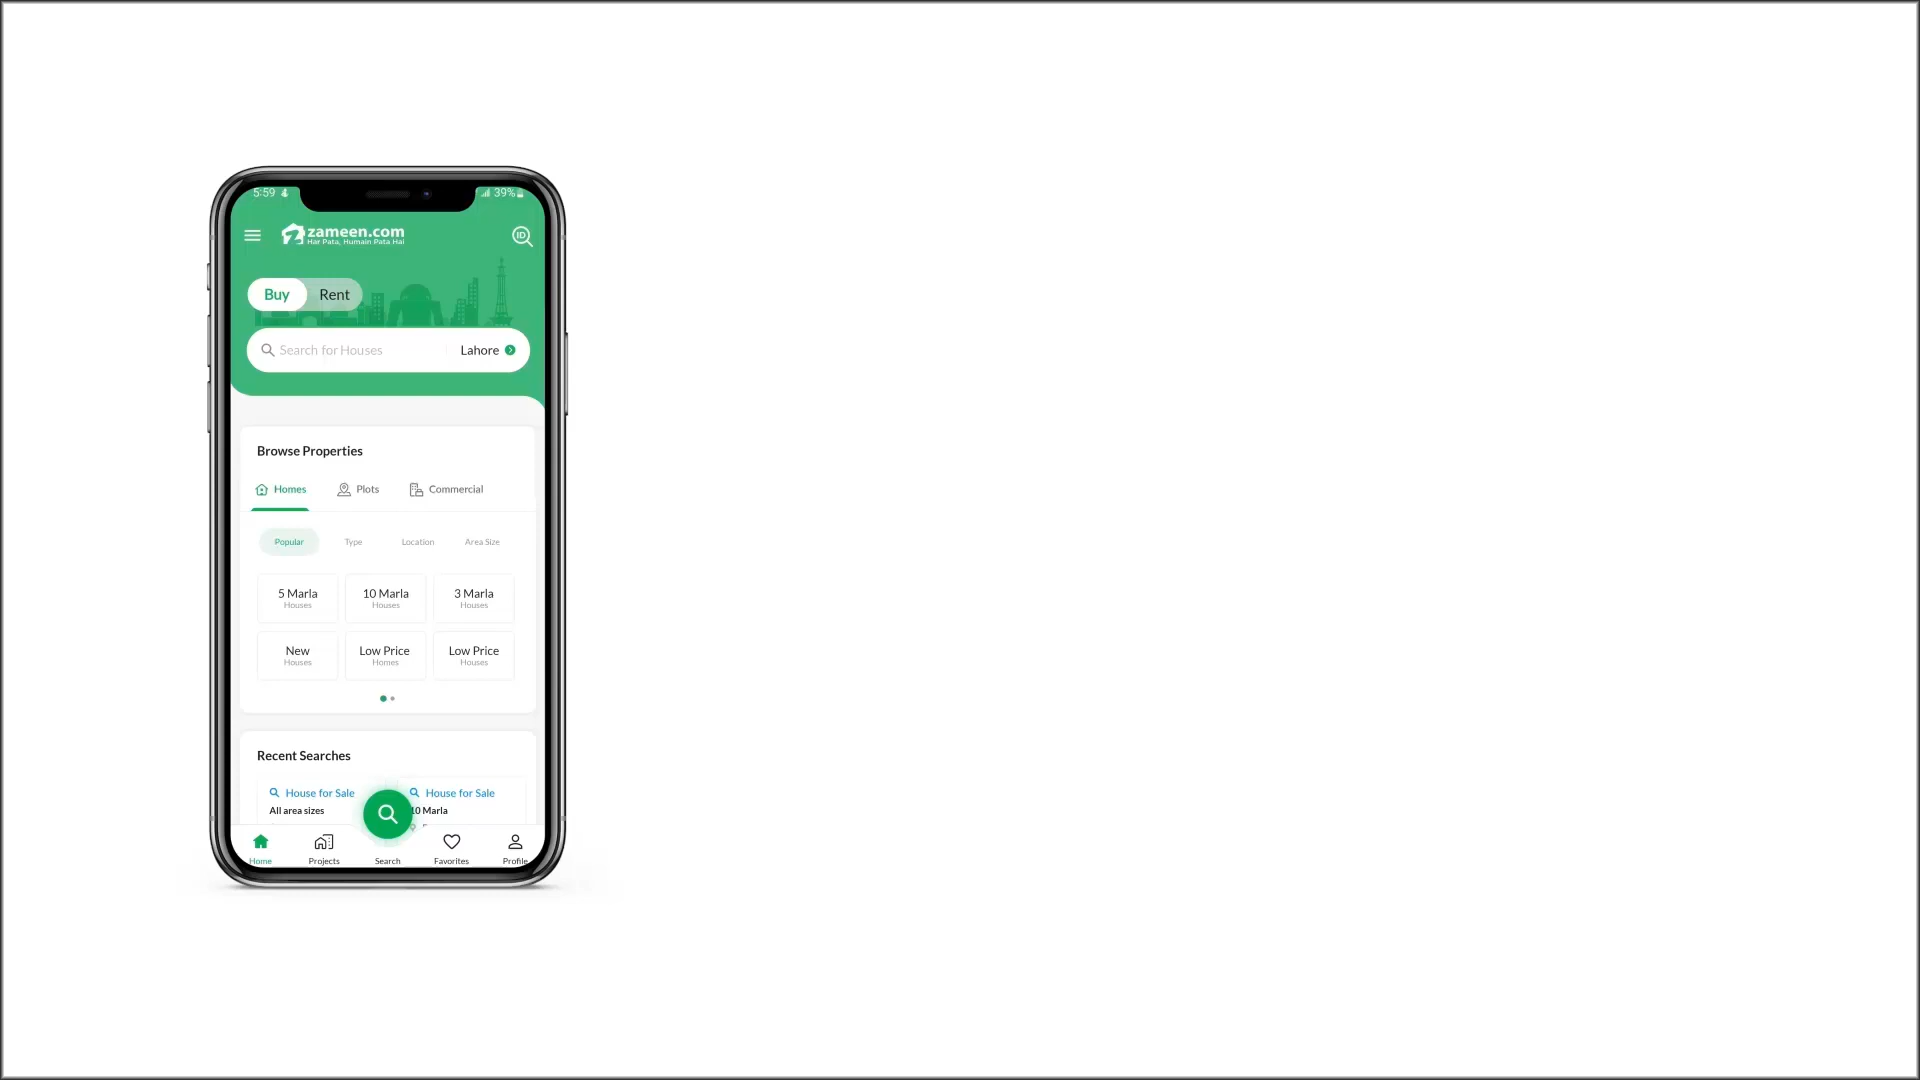 5:59 39%
zameen.com
Har Pata, Humain Pata Hai
ID
Buy Rent
Search for Houses Lahore
Browse Properties
Homes Plots Commercial
Popular Type Location Area Size
5 Marla 10 Marla 3 Marla
Houses Houses Houses
New Low Price Low Price
Houses Homes Houses
Recent Searches
House for Sale House for Sale
All area sizes 10 Marla
Home Projects Search Favorites Profile